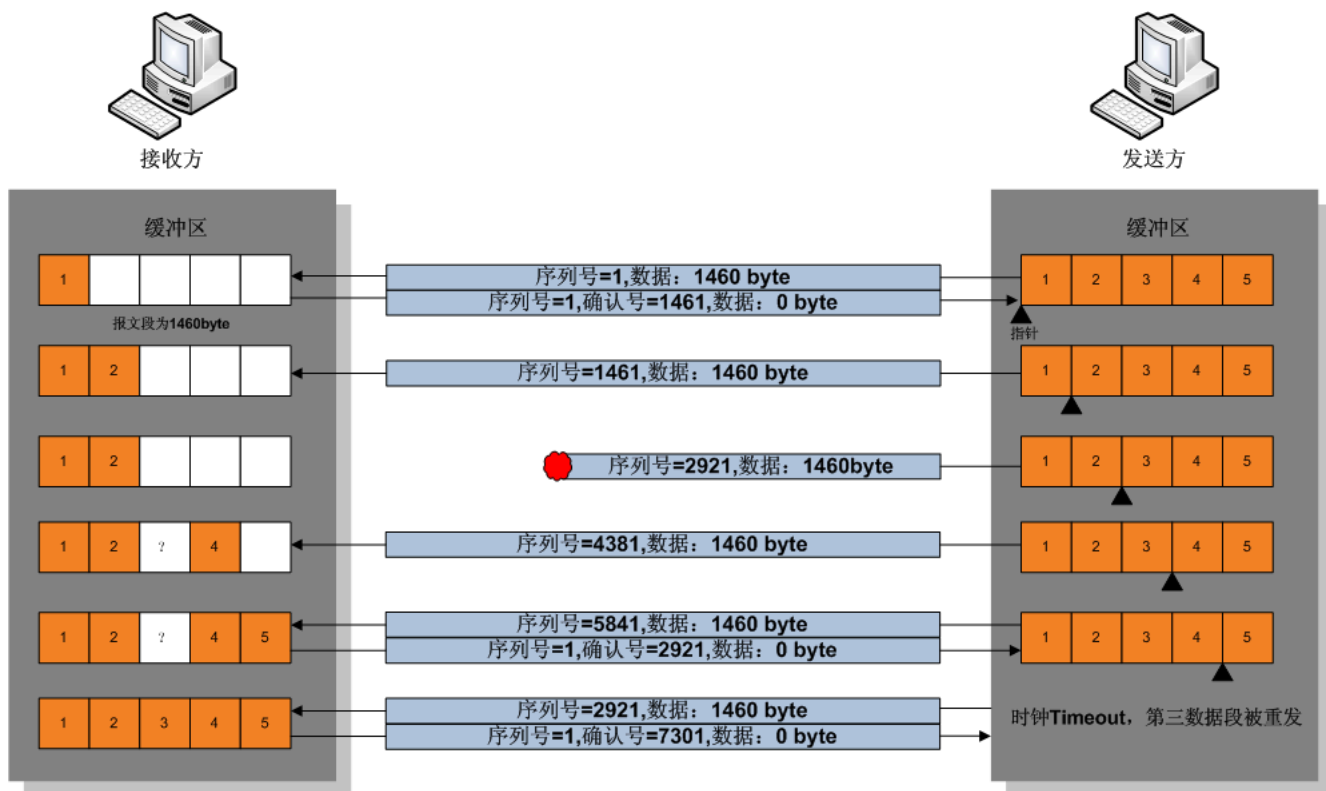 接收方
发送方
缓冲区
缓冲区
1
序列号=1,数据：1460 byte
序列号=1,确认号=1461,数据：0 byte
1 2 3 4 5
报文段为1460byte
指针
1 2
序列号=1461,数据：1460 byte
1 2 3 4 5
1 2
序列号=2921,数据：1460byte
1 2 3 4 5
1 2 ? 4
序列号=4381,数据：1460 byte
1 2 3 4 5
1 2 ? 4 5
序列号=5841,数据：1460 byte
序列号=1,确认号=2921,数据：0 byte
1 2 3 4 5
1 2 3 4 5
序列号=2921,数据：1460 byte
序列号=1,确认号=7301,数据：0 byte
时钟Timeout，第三数据段被重发